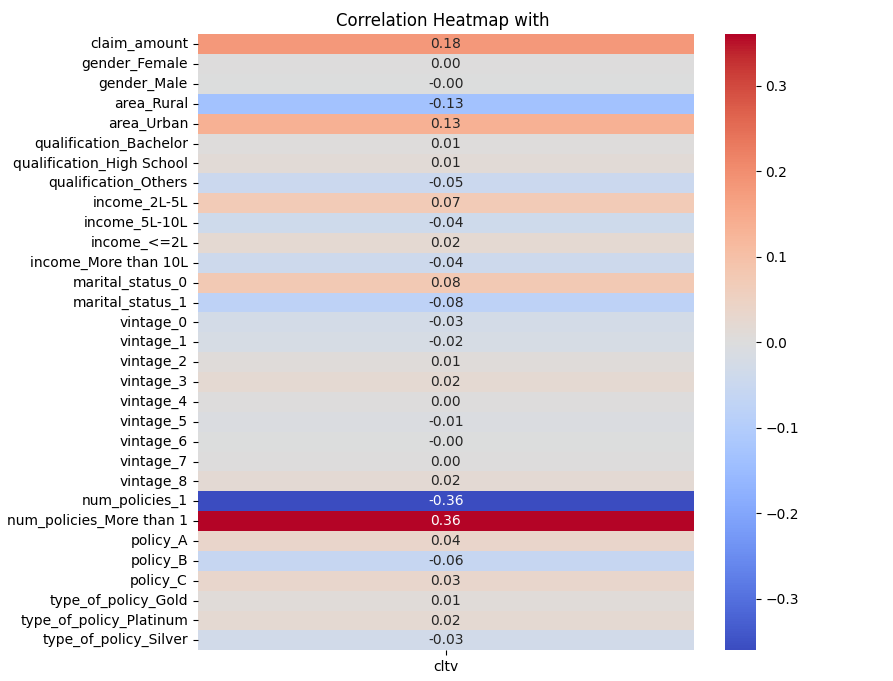 Correlation Heatmap with
claim_amount 0.18
gender_Female 0.00
gender_Male -0.00
area_Rural -0.13
area_Urban 0.13
qualification_Bachelor 0.01
qualification_High School 0.01
qualification_Others -0.05
income_2L-5L 0.07
income_5L-10L -0.04
income_<=2L 0.02
income_More than 10L -0.04
marital_status_0 0.08
marital_status_1 -0.08
vintage_0 -0.03
vintage_1 -0.02
vintage_2 0.01
vintage_3 0.02
vintage_4 0.00
vintage_5 -0.01
vintage_6 -0.00
vintage_7 0.00
vintage_8 0.02
num_policies_1 -0.36
num_policies_More than 1 0.36
policy_A 0.04
policy_B -0.06
policy_C 0.03
type_of_policy_Gold 0.01
type_of_policy_Platinum 0.02
type_of_policy_Silver -0.03
cltv
0.3
0.2
0.1
0.0
−0.1
−0.2
−0.3